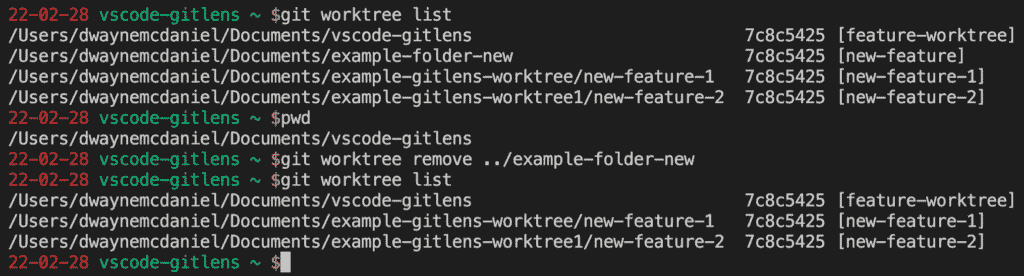 22-02-28 vscode-gitlens ~ $git worktree list
/Users/dwaynemcdaniel/Documents/vscode-gitlens 7c8c5425 [feature-worktree]
/Users/dwaynemcdaniel/Documents/example-folder-new 7c8c5425 [new-feature]
/Users/dwaynemcdaniel/Documents/example-gitlens-worktree/new-feature-1 7c8c5425 [new-feature-1]
/Users/dwaynemcdaniel/Documents/example-gitlens-worktree1/new-feature-2 7c8c5425 [new-feature-2]
22-02-28 vscode-gitlens ~ $pwd
/Users/dwaynemcdaniel/Documents/vscode-gitlens
22-02-28 vscode-gitlens ~ $git worktree remove ../example-folder-new
22-02-28 vscode-gitlens ~ $git worktree list
/Users/dwaynemcdaniel/Documents/vscode-gitlens 7c8c5425 [feature-worktree]
/Users/dwaynemcdaniel/Documents/example-gitlens-worktree/new-feature-1 7c8c5425 [new-feature-1]
/Users/dwaynemcdaniel/Documents/example-gitlens-worktree1/new-feature-2 7c8c5425 [new-feature-2]
22-02-28 vscode-gitlens ~ $